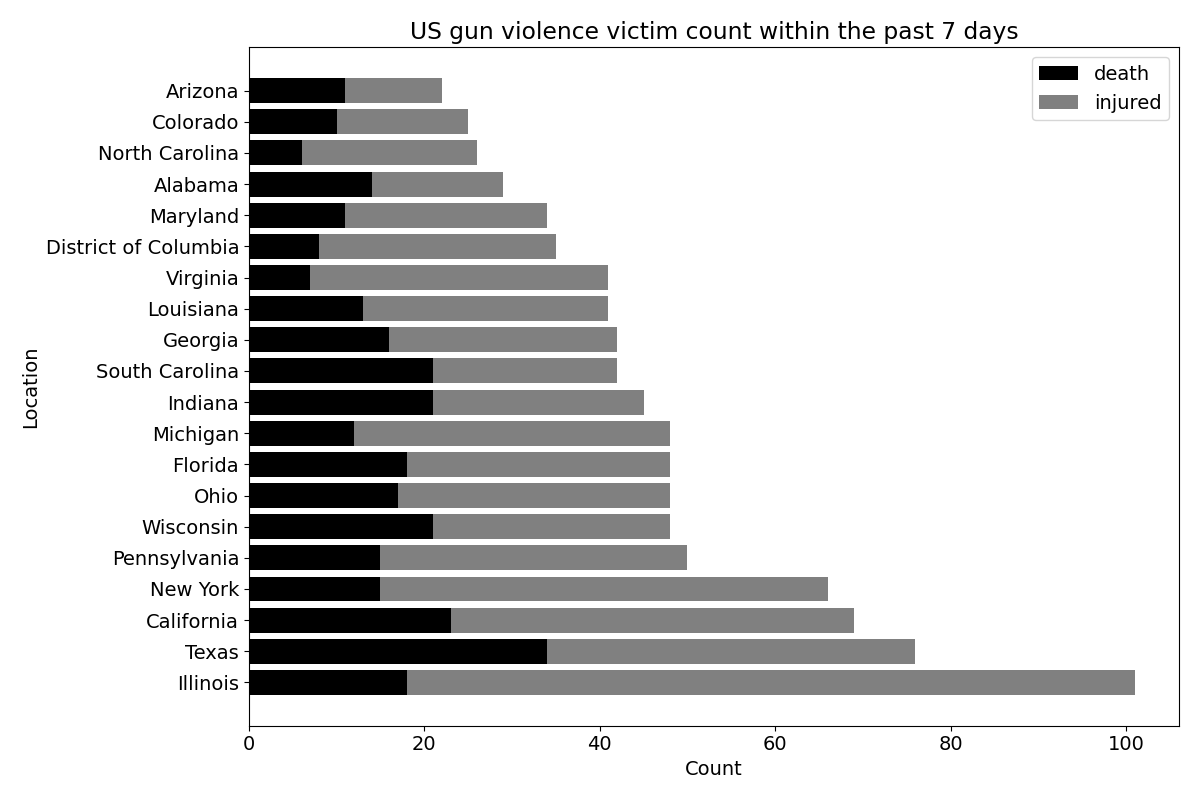 US gun violence victim count within the past 7 days
death
injured
Arizona
Colorado
North Carolina
Alabama
Maryland
District of Columbia
Virginia
Louisiana
Georgia
South Carolina
Indiana
Michigan
Florida
Ohio
Wisconsin
Pennsylvania
New York
California
Texas
Illinois
Location
0 20 40 60 80 100
Count